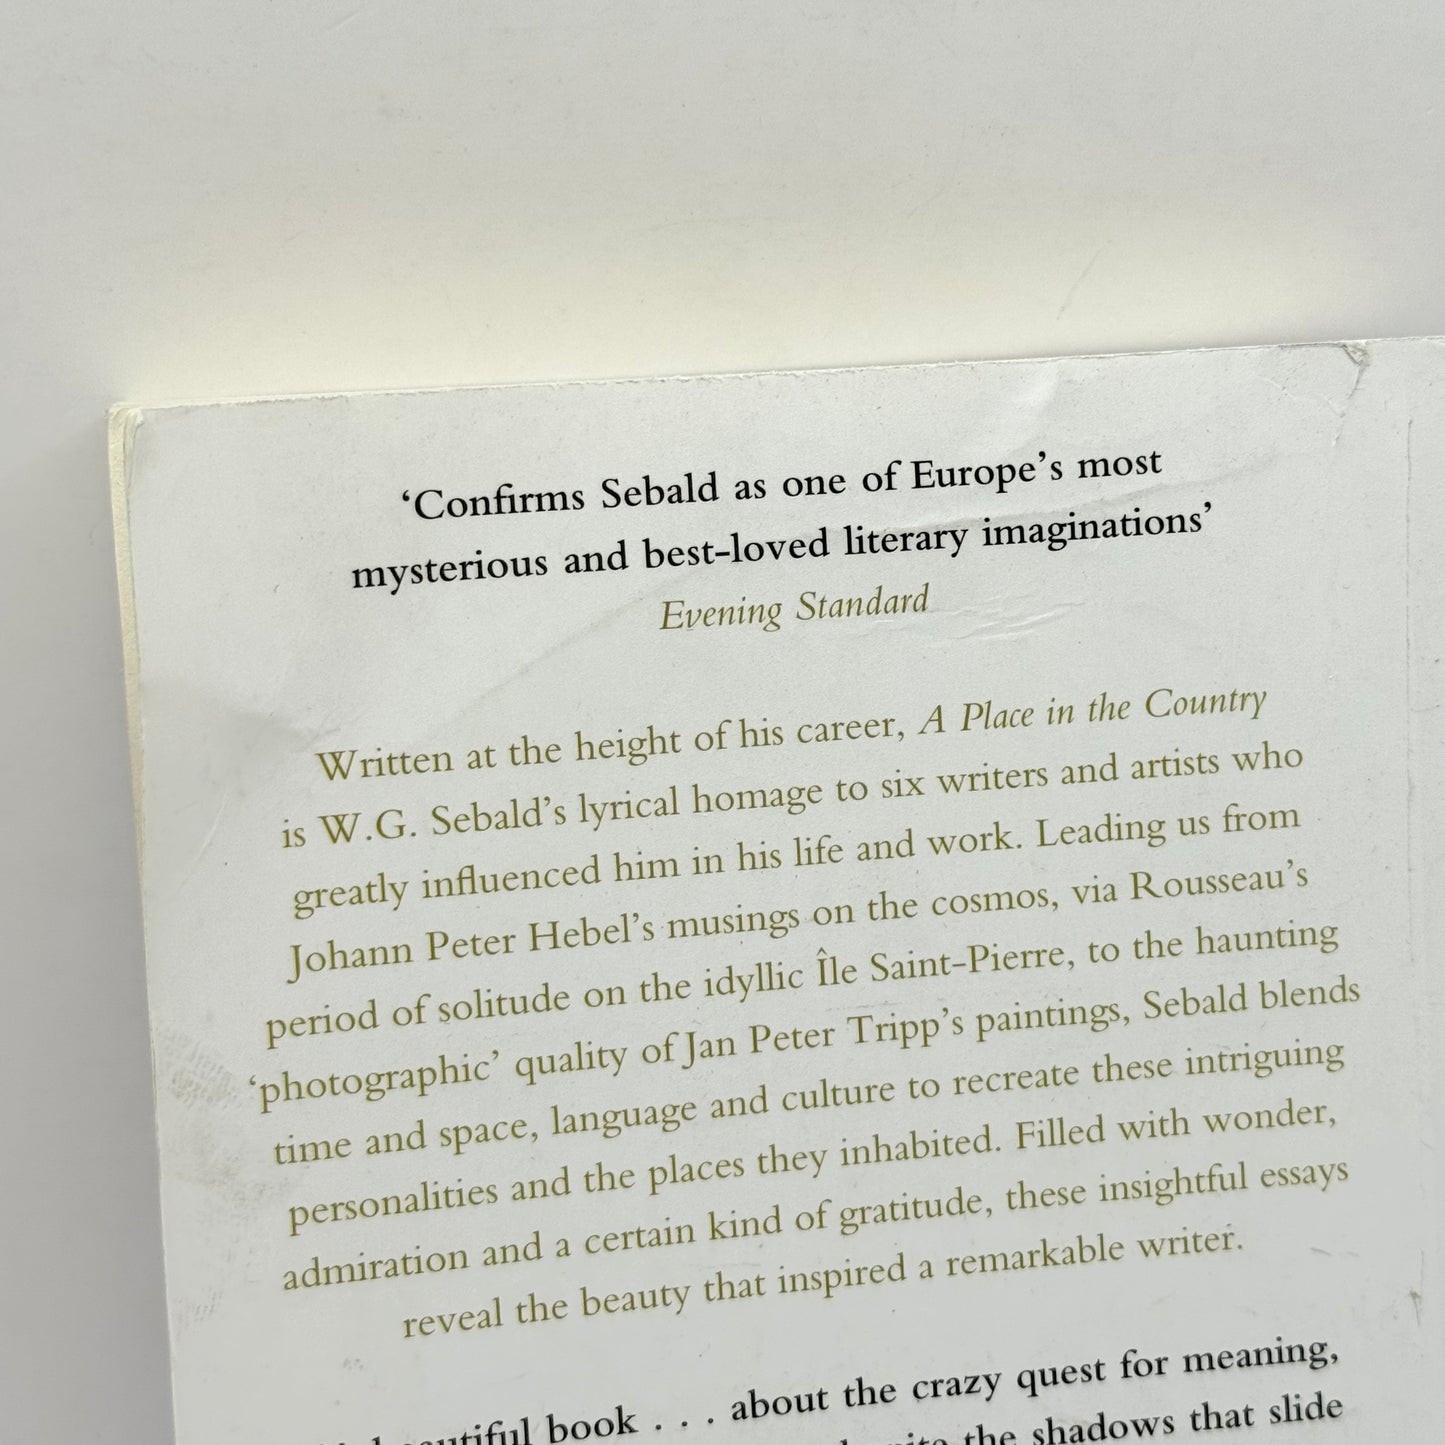 ‘Confirms Sebald as one of Europe’s most
mysterious and best-loved literary imaginations’
Evening Standard
Written at the height of his career, A Place in the Country
is W.G. Sebald’s lyrical homage to six writers and artists who
greatly influenced him in his life and work. Leading us from
Johann Peter Hebel’s musings on the cosmos, via Rousseau’s
period of solitude on the idyllic Île Saint-Pierre, to the haunting
‘photographic’ quality of Jan Peter Tripp’s paintings, Sebald blends
time and space, language and culture to recreate these intriguing
personalities and the places they inhabited. Filled with wonder,
admiration and a certain kind of gratitude, these insightful essays
reveal the beauty that inspired a remarkable writer.
beautiful book . . . about the crazy quest for meaning,
the shadows that slide